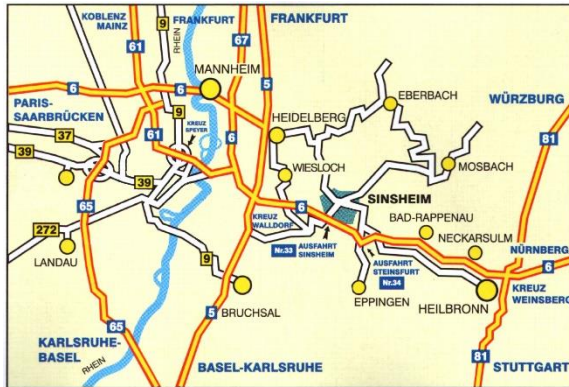 KOBLENZ
MAINZ
9
RHEIN
FRANKFURT
FRANKFURT
61
67
6
6
MANNHEIM
5
PARIS-
SAARBRÜCKEN
EBERBACH
WÜRZBURG
9
61
KREUZ
SPEYER
6
HEIDELBERG
37
39
39
WIESLOCH
MOSBACH
81
SINSHEIM
65
6
BAD-RAPPENAU
KREUZ
WALLDORF
NECKARSULM
272
Nr.33
AUSFAHRT
SINSHEIM
AUSFAHRT
STEINSFURT
Nr.34
NÜRNBERG
6
LANDAU
9
EPPINGEN
HEILBRONN
KREUZ
WEINSBERG
BRUCHSAL
5
65
KARLSRUHE-
BASEL
RHEIN
BASEL-KARLSRUHE
81
STUTTGART